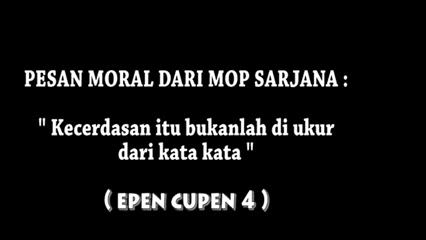 PESAN MORAL DARI MOP SARJANA :
" Kecerdasan itu bukanlah di ukur
dari kata kata "
( EPEN CUPEN 4 )